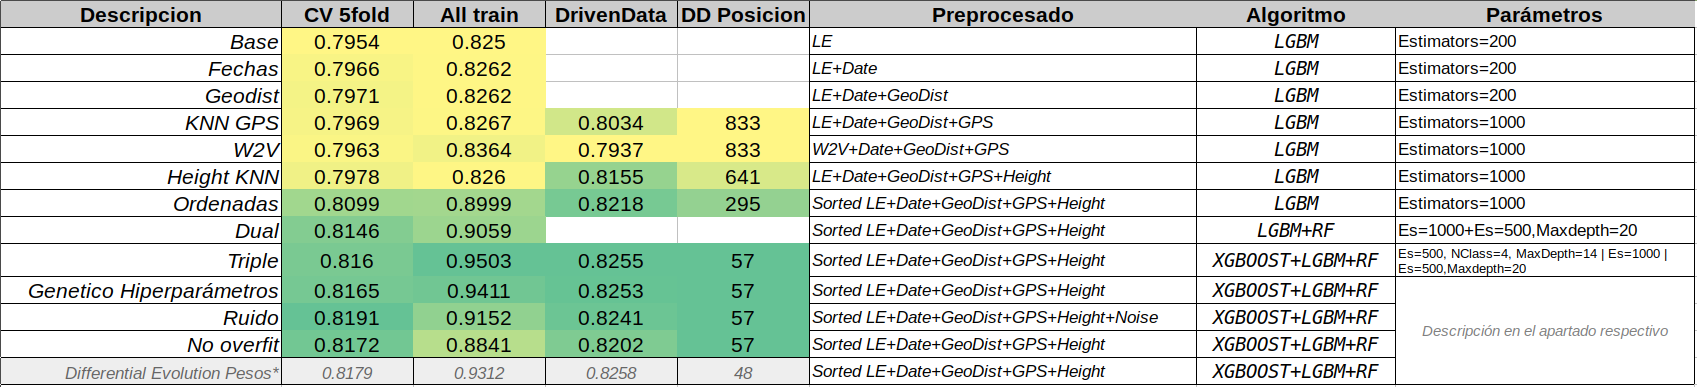 Descripcion CV 5fold All train DrivenData DD Posicion Preprocesado Algoritmo Parámetros
Base 0.7954 0.825 LE LGBM Estimators=200
Fechas 0.7966 0.8262 LE+Date LGBM Estimators=200
Geodist 0.7971 0.8262 LE+Date+GeoDist LGBM Estimators=200
KNN GPS 0.7969 0.8267 0.8034 833 LE+Date+GeoDist+GPS LGBM Estimators=1000
W2V 0.7963 0.8364 0.7937 833 W2V+Date+GeoDist+GPS LGBM Estimators=1000
Height KNN 0.7978 0.826 0.8155 641 LE+Date+GeoDist+GPS+Height LGBM Estimators=1000
Ordenadas 0.8099 0.8999 0.8218 295 Sorted LE+Date+GeoDist+GPS+Height LGBM Estimators=1000
Dual 0.8146 0.9059 Sorted LE+Date+GeoDist+GPS+Height LGBM+RF Es=1000+Es=500,Maxdepth=20
Triple 0.816 0.9503 0.8255 57 Sorted LE+Date+GeoDist+GPS+Height XGBOOST+LGBM+RF Es=500, NClass=4, MaxDepth=14 | Es=1000 |
Es=500,Maxdepth=20
Genetico Hiperparámetros 0.8165 0.9411 0.8253 57 Sorted LE+Date+GeoDist+GPS+Height XGBOOST+LGBM+RF
Ruido 0.8191 0.9152 0.8241 57 Sorted LE+Date+GeoDist+GPS+Height+Noise XGBOOST+LGBM+RF
Descripción en el apartado respectivo
No overfit 0.8172 0.8841 0.8202 57 Sorted LE+Date+GeoDist+GPS+Height XGBOOST+LGBM+RF
Differential Evolution Pesos* 0.8179 0.9312 0.8258 48 Sorted LE+Date+GeoDist+GPS+Height XGBOOST+LGBM+RF